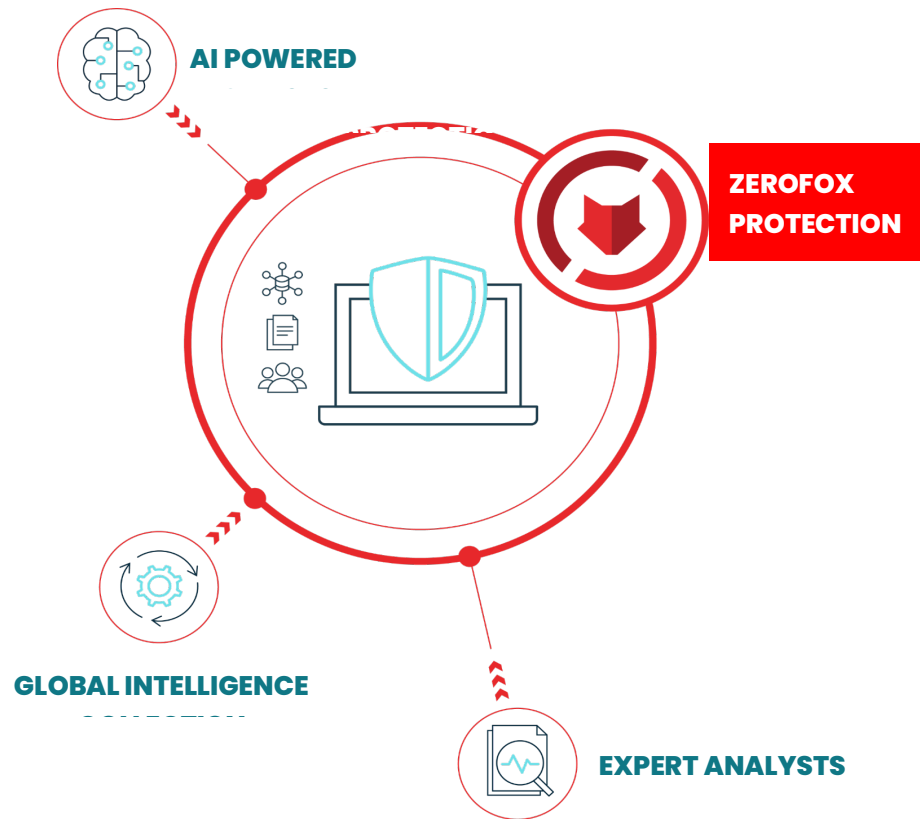 AI POWERED
ZEROFOX
PROTECTION
GLOBAL INTELLIGENCE
EXPERT ANALYSTS